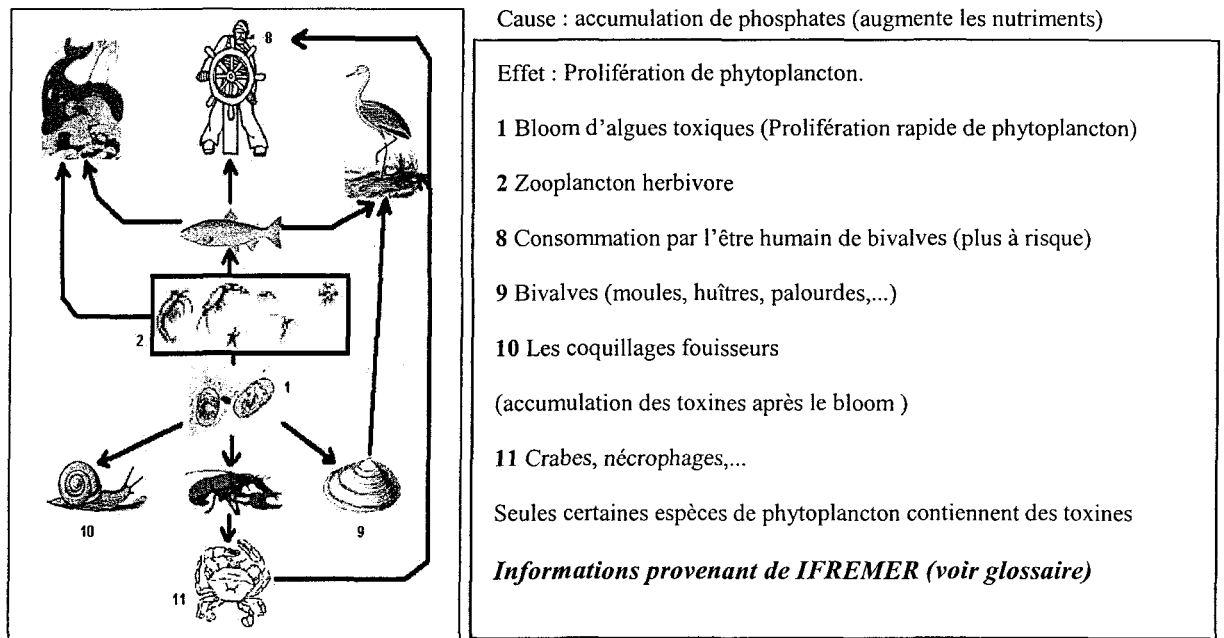 Cause : accumulation de phosphates (augmente les nutriments)
Effet : Prolifération de phytoplancton.
1 Bloom d'algues toxiques (Prolifération rapide de phytoplancton)
2 Zooplancton herbivore
8 Consommation par l'être humain de bivalves (plus à risque)
9 Bivalves (moules, huîtres, palourdes,...)
10 Les coquillages fouisseurs
(accumulation des toxines après le bloom )
11 Crabes, nécrophages,...
Seules certaines espèces de phytoplancton contiennent des toxines
Informations provenant de IFREMER (voir glossaire)
8
2
1
10
9
11